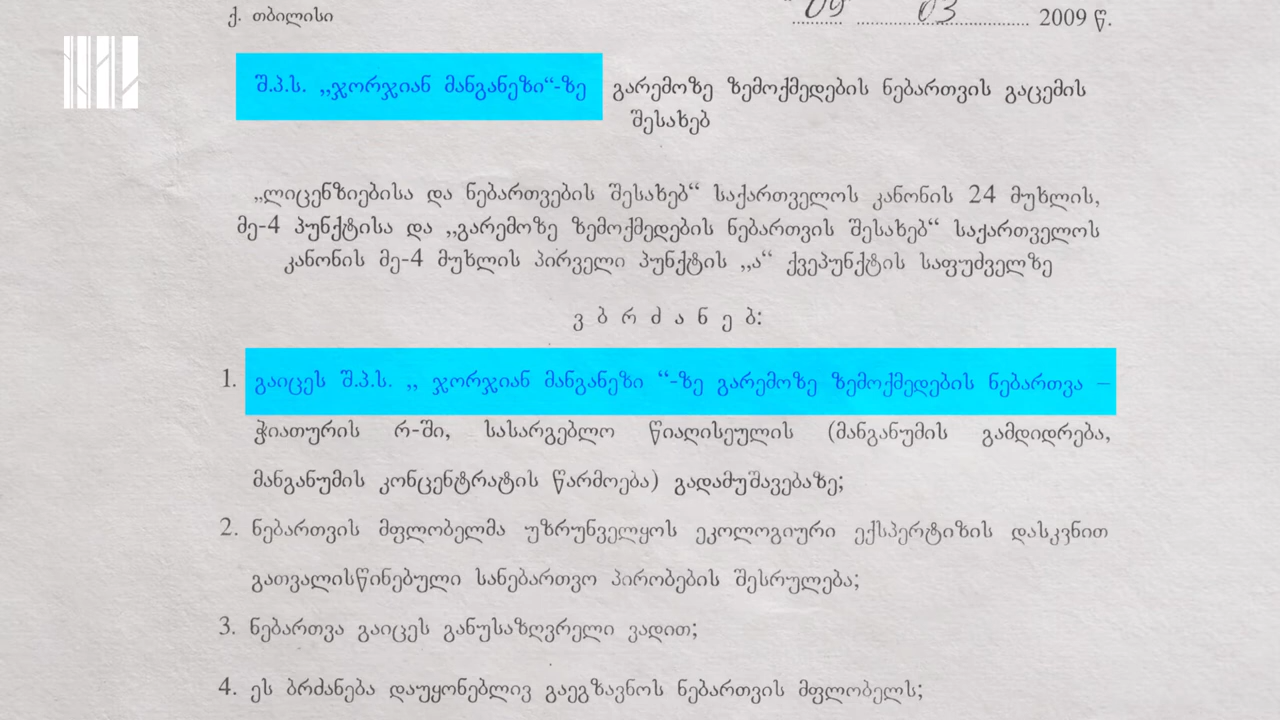 ქ. თბილისი
09 03 2009 წ.
შ.პ.ს. „ჯორჯიან მანგანეზი“-ზე გარემოზე ზემოქმედების ნებართვის გაცემის
შესახებ
„ლიცენზიებისა და ნებართვების შესახებ“ საქართველოს კანონის 24 მუხლის,
მე-4 პუნქტისა და „გარემოზე ზემოქმედების ნებართვის შესახებ“ საქართველოს
კანონის მე-4 მუხლის პირველი პუნქტის „ა“ ქვეპუნქტის საფუძველზე
ვ ბ რ ძ ა ნ ე ბ:
1. გაიცეს შ.პ.ს. „ ჯორჯიან მანგანეზი “-ზე გარემოზე ზემოქმედების ნებართვა –
ჭიათურის რ-ში, სასარგებლო წიაღისეულის (მანგანუმის გამდიდრება,
მანგანუმის კონცენტრატის წარმოება) გადამუშავებაზე;
2. ნებართვის მფლობელმა უზრუნველყოს ეკოლოგიური ექსპერტიზის დასკვნით
გათვალისწინებული სანებართვო პირობების შესრულება;
3. ნებართვა გაიცეს განუსაზღვრელი ვადით;
4. ეს ბრძანება დაუყონებლივ გაეგზავნოს ნებართვის მფლობელს;